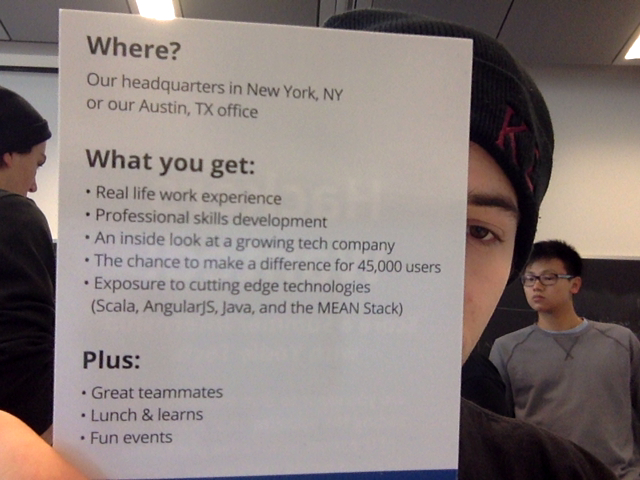 Where?
Our headquarters in New York, NY
or our Austin, TX office
What you get:
• Real life work experience
• Professional skills development
• An inside look at a growing tech company
• The chance to make a difference for 45,000 users
• Exposure to cutting edge technologies
(Scala, AngularJS, Java, and the MEAN Stack)
Plus:
• Great teammates
• Lunch & learns
• Fun events